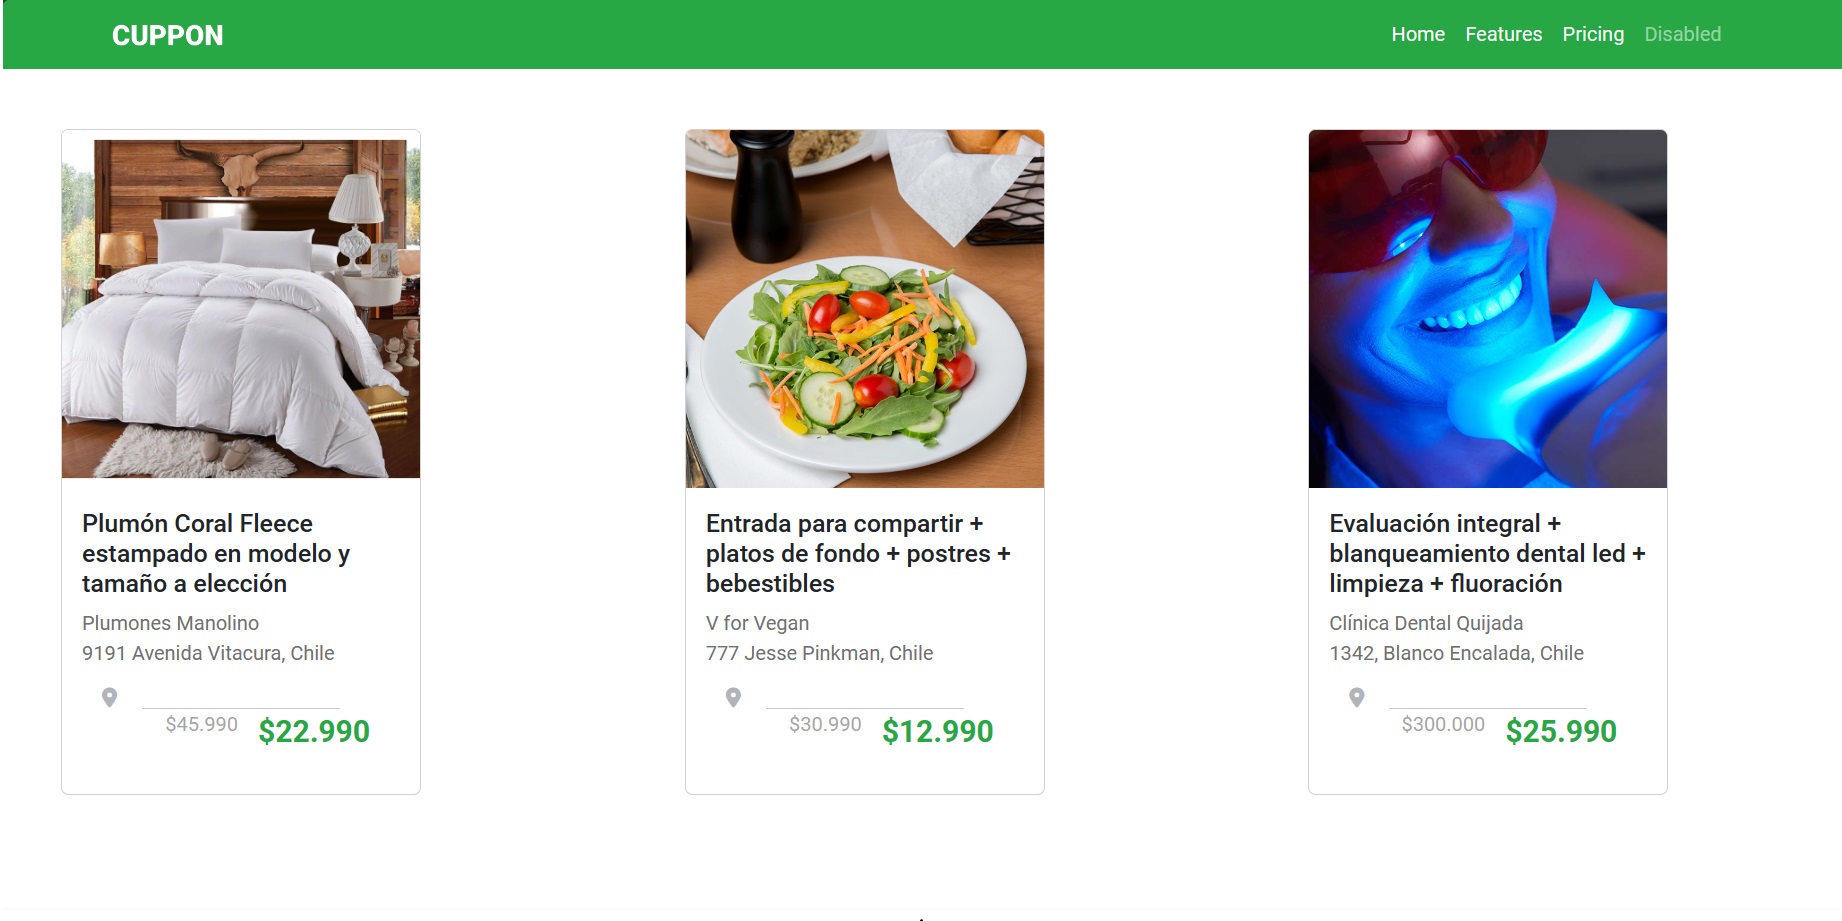 CUPPON
Home Features Pricing Disabled
Plumón Coral Fleece
estampado en modelo y
tamaño a elección
Plumones Manolino
9191 Avenida Vitacura, Chile
$45.990 $22.990
Entrada para compartir +
platos de fondo + postres +
bebestibles
V for Vegan
777 Jesse Pinkman, Chile
$30.990 $12.990
Evaluación integral +
blanqueamiento dental led +
limpieza + fluoración
Clínica Dental Quijada
1342, Blanco Encalada, Chile
$300.000 $25.990